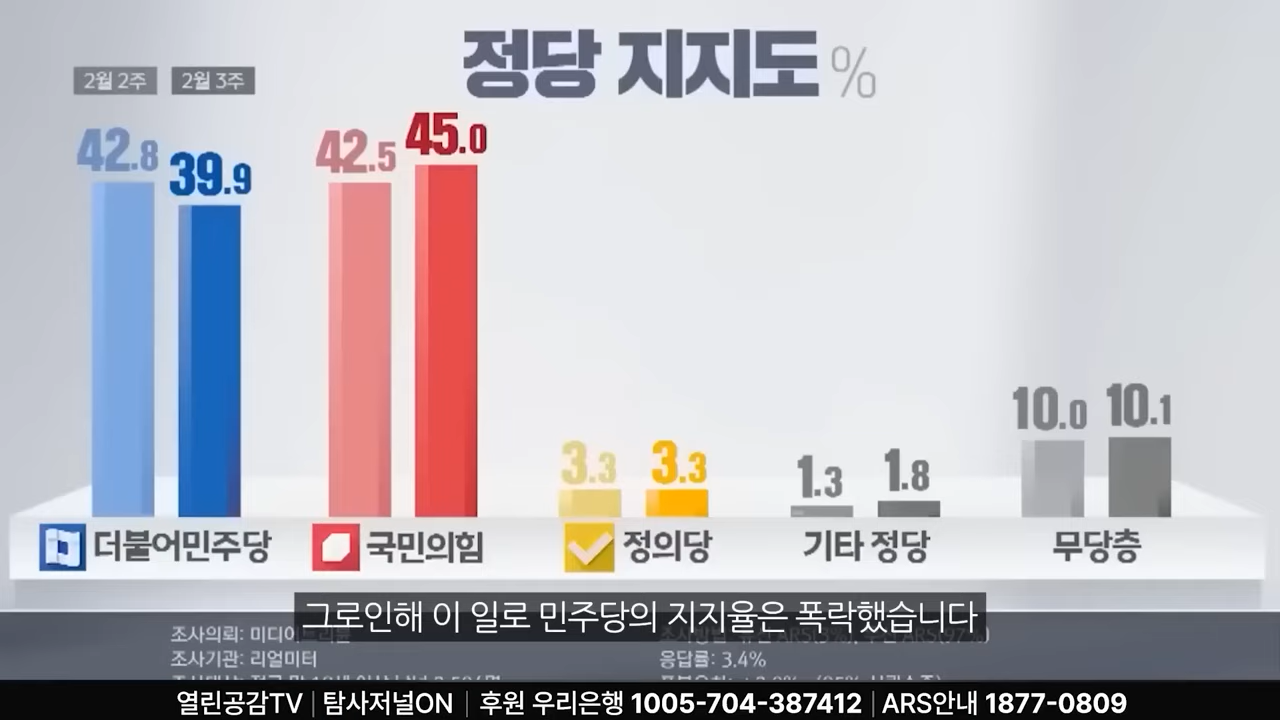 정당 지지도 %
2월 2주 2월 3주
42.8 39.9 42.5 45.0 3.3 3.3 1.3 1.8 10.0 10.1
더불어민주당 국민의힘 정의당 기타 정당 무당층
그로인해 이 일로 민주당의 지지율은 폭락했습니다
조사의뢰: 미디어트리뷴
조사기관: 리얼미터
응답률: 3.4%
열린공감TV | 탐사저널ON | 후원 우리은행 1005-704-387412 | ARS안내 1877-0809